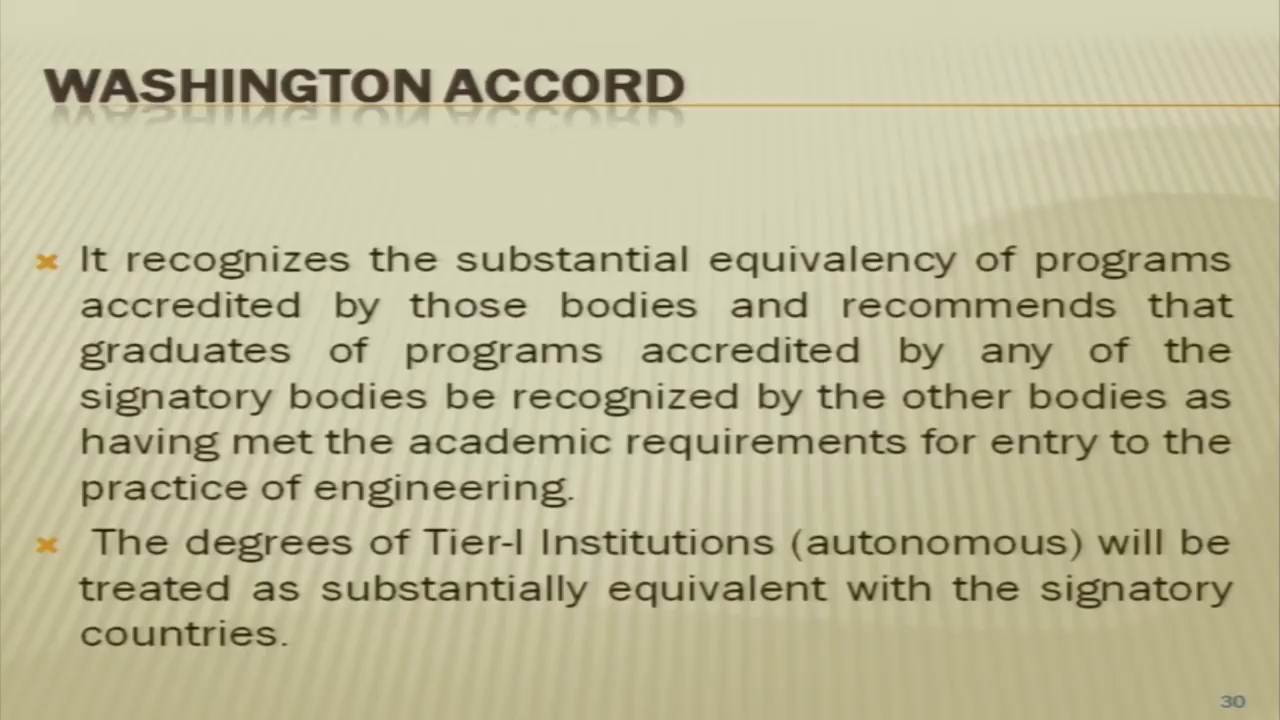 WASHINGTON ACCORD
It recognizes the substantial equivalency of programs
accredited by those bodies and recommends that
graduates of programs accredited by any of the
signatory bodies be recognized by the other bodies as
having met the academic requirements for entry to the
practice of engineering.
The degrees of Tier-I Institutions (autonomous) will be
treated as substantially equivalent with the signatory
countries.
30